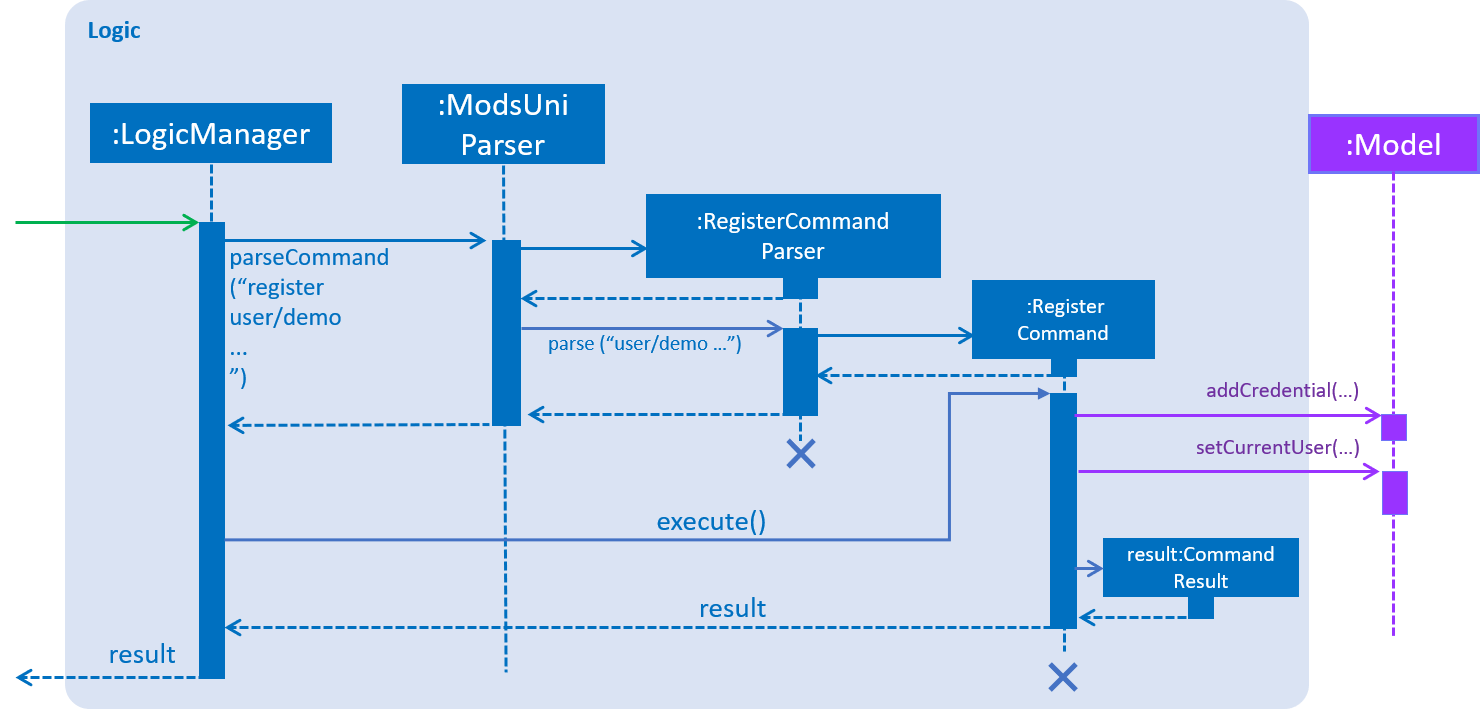 Logic
:LogicManager
:ModsUni
Parser
:Model
:RegisterCommand
Parser
parseCommand
(“register
user/demo
...
”)
:Register
Command
parse (“user/demo ...”)
addCredential(...)
setCurrentUser(...)
execute()
result:Command
Result
result
result